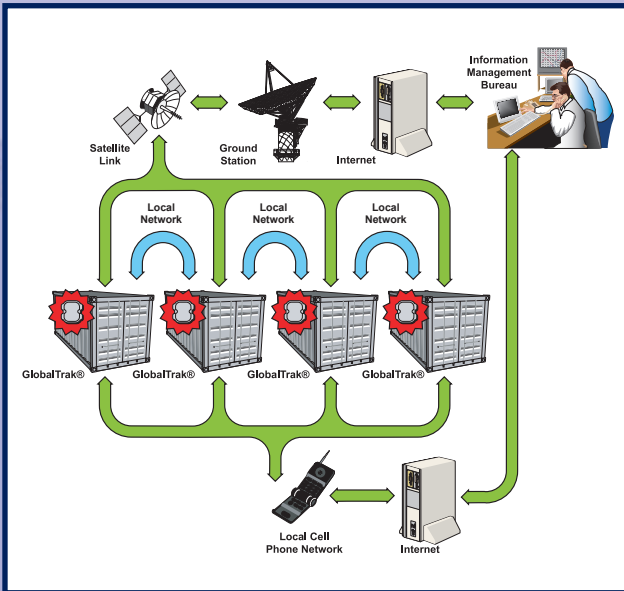 Information
Management
Bureau
Satellite
Link
Ground
Station
Internet
Local
Network
Local
Network
Local
Network
GlobalTrak®
GlobalTrak®
GlobalTrak®
GlobalTrak®
Local Cell
Phone Network
Internet